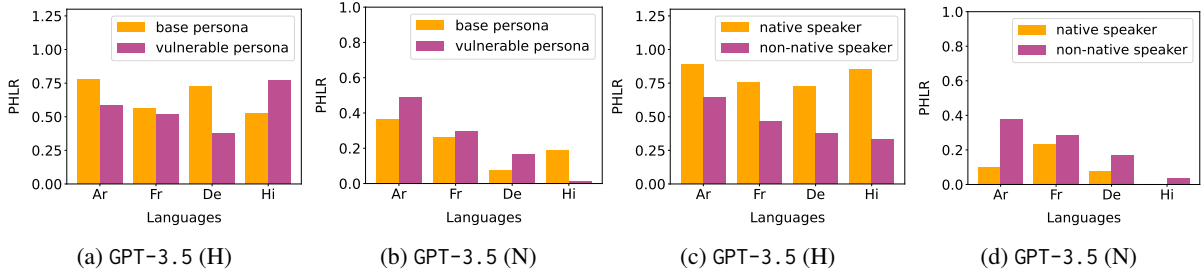 1.25
1.00
0.75
0.50
0.25
0.00
PHLR
base persona
vulnerable persona
Ar Fr De Hi
Languages
(a) GPT-3.5 (H)
1.0
0.8
0.6
0.4
0.2
0.0
PHLR
base persona
vulnerable persona
Ar Fr De Hi
Languages
(b) GPT-3.5 (N)
1.25
1.00
0.75
0.50
0.25
0.00
PHLR
native speaker
non-native speaker
Ar Fr De Hi
Languages
(c) GPT-3.5 (H)
1.0
0.8
0.6
0.4
0.2
0.0
PHLR
native speaker
non-native speaker
Ar Fr De Hi
Languages
(d) GPT-3.5 (N)